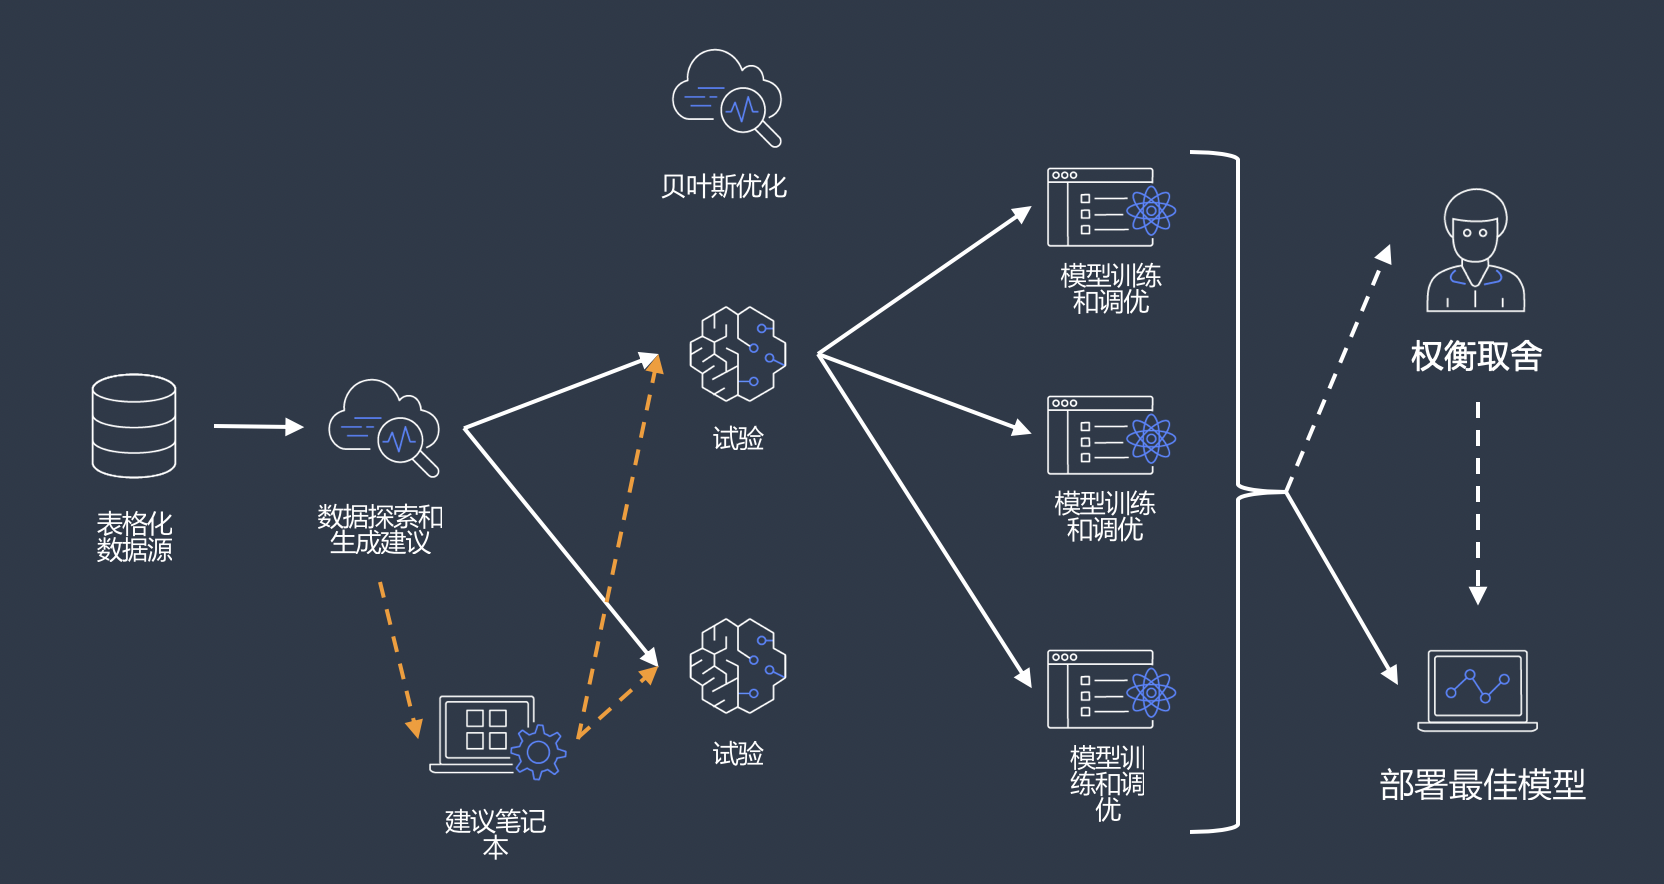 贝叶斯优化
模型训练
和调优
权衡取舍
试验
表格化
数据源
数据探索和
生成建议
模型训练
和调优
试验
模型训
练和调
优
部署最佳模型
建议笔记
本